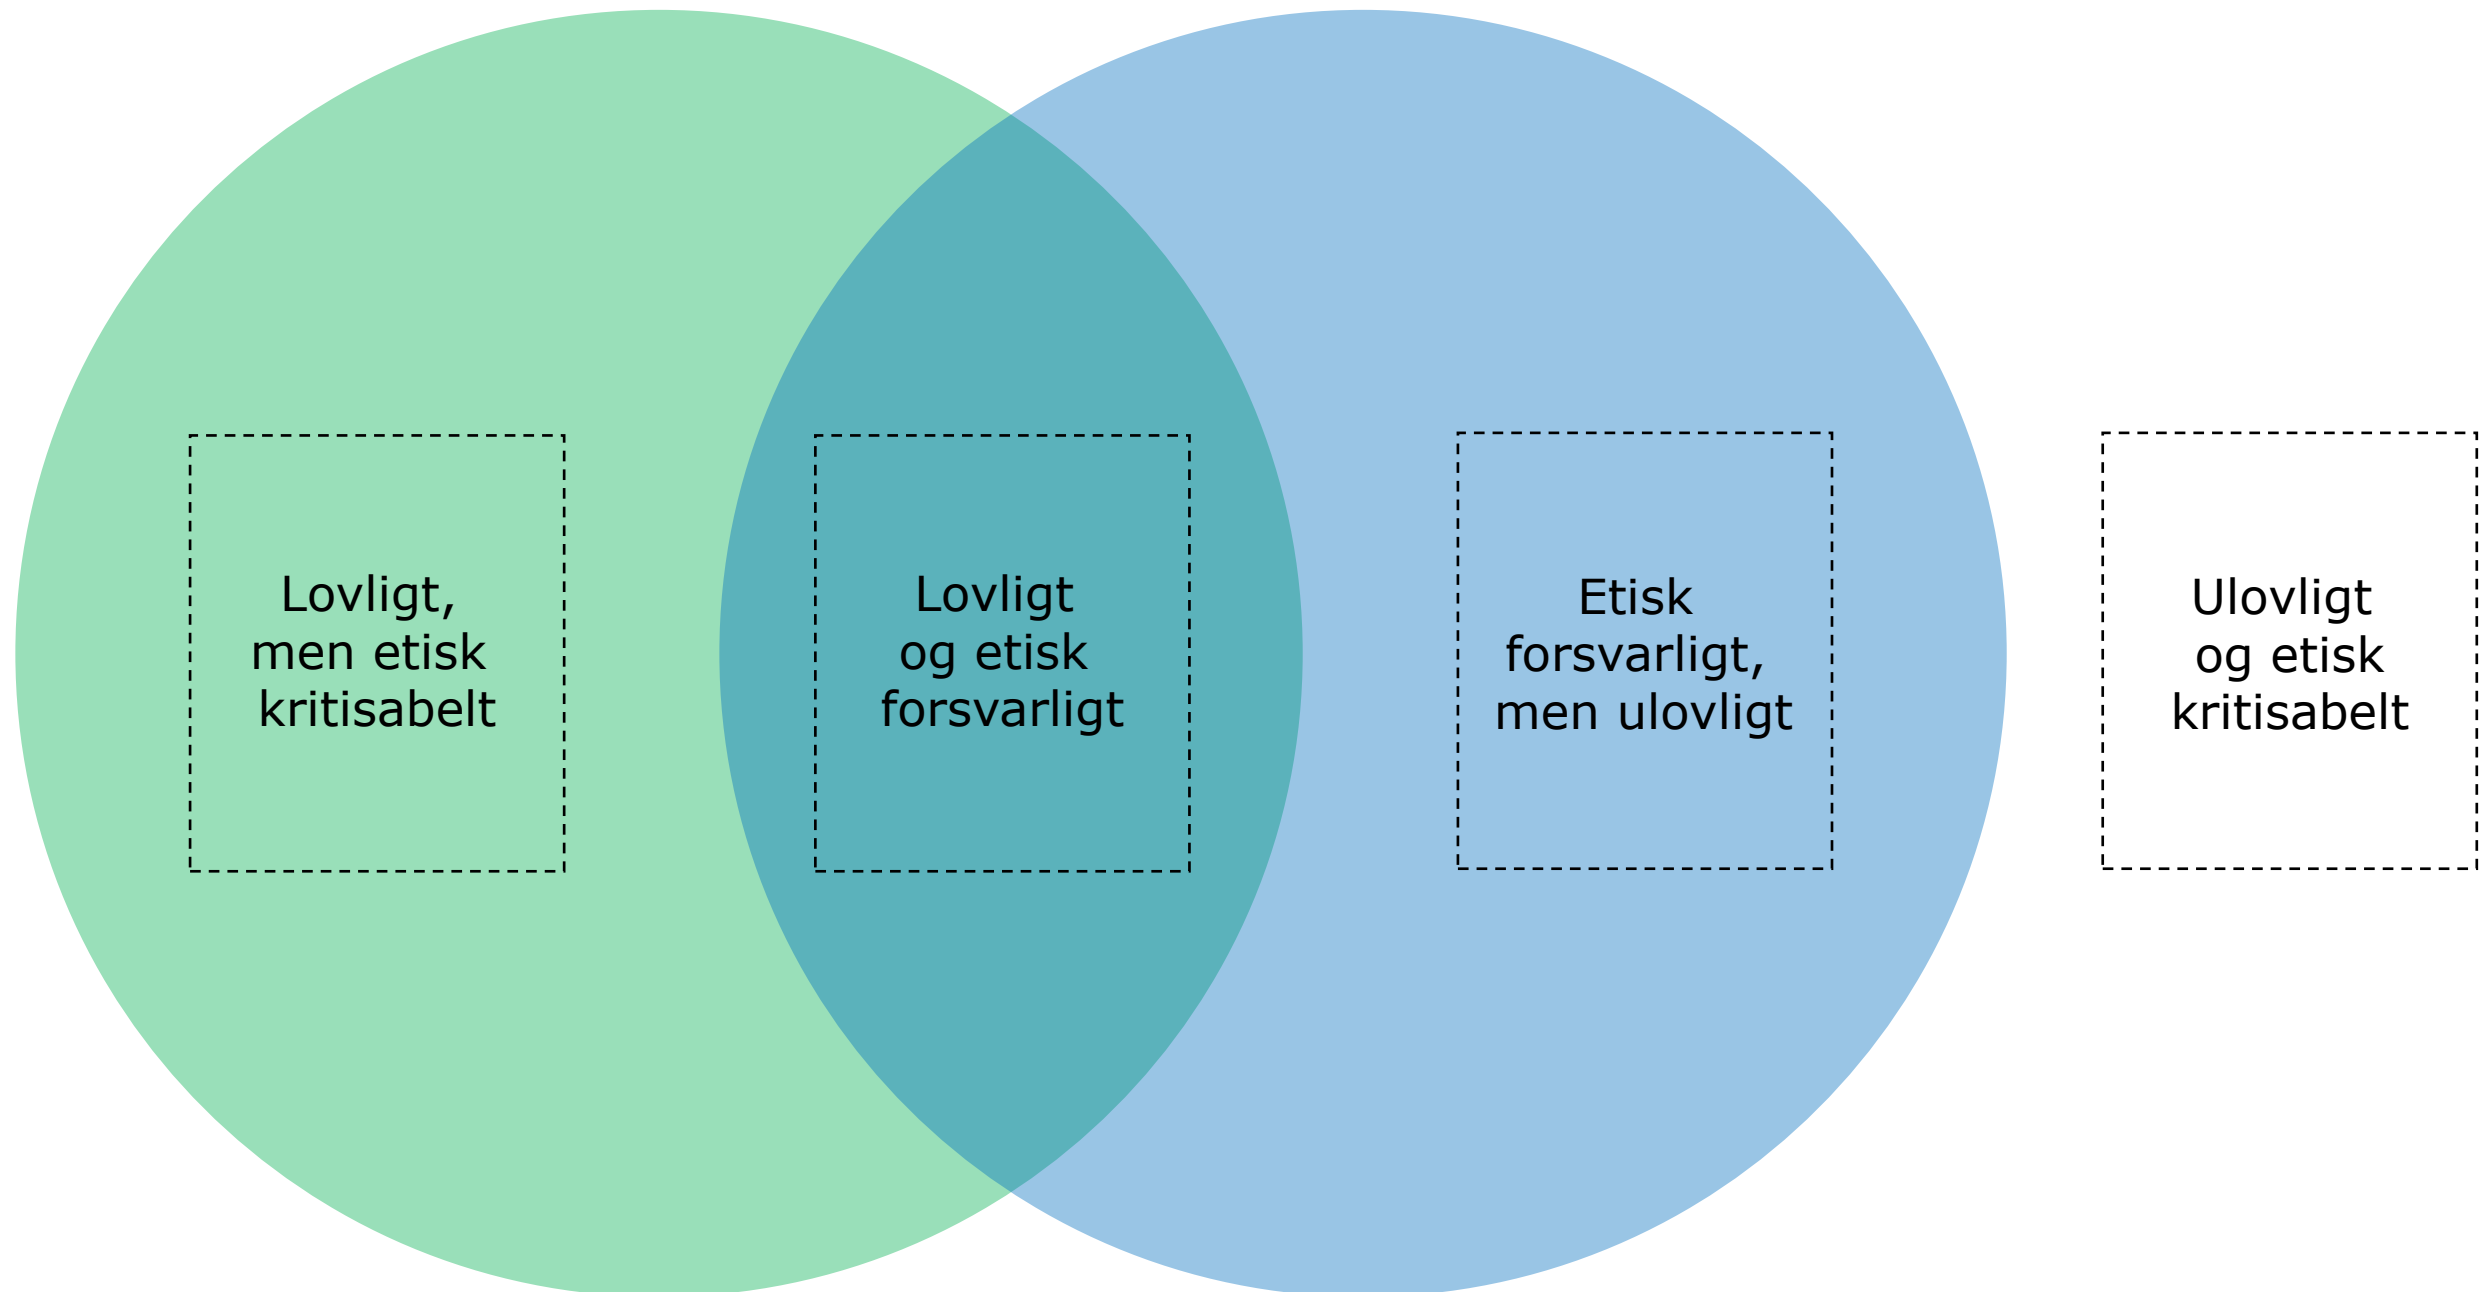 Lovligt,
men etisk
kritisabelt
Lovligt
og etisk
forsvarligt
Etisk
forsvarligt,
men ulovligt
Ulovligt
og etisk
kritisabelt